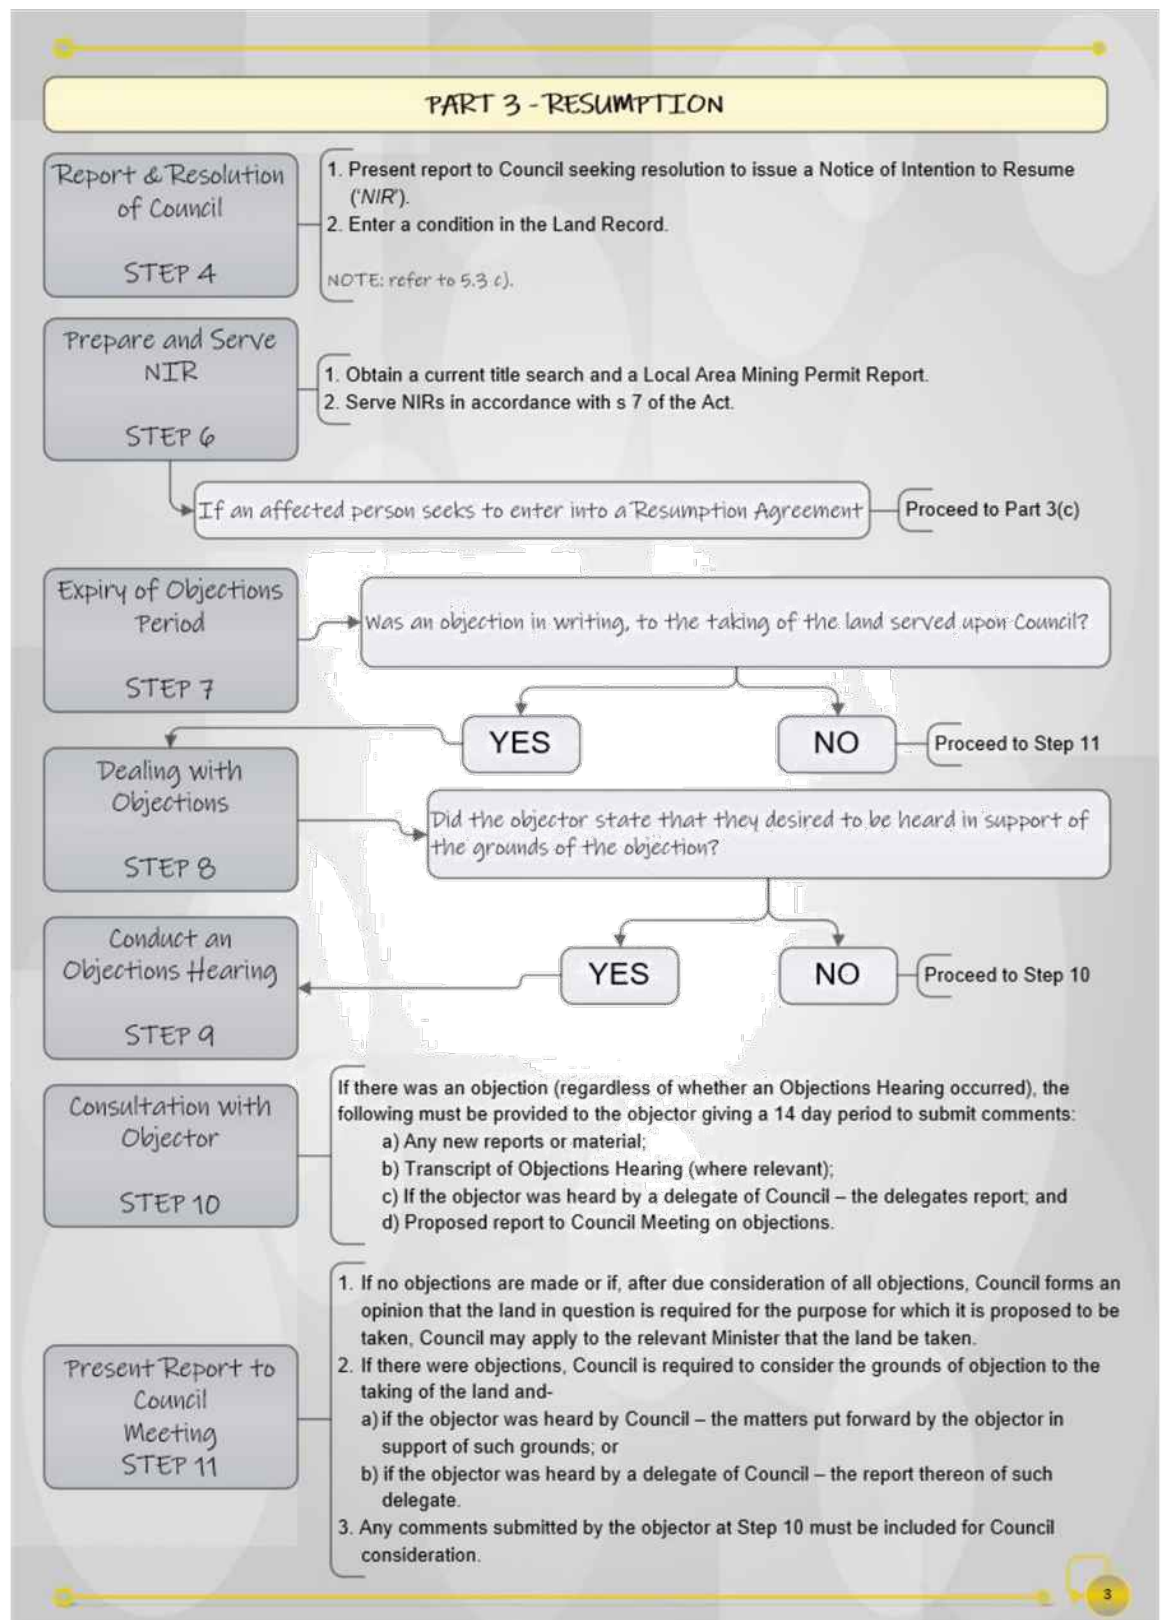 PART 3 - RESUMPTION
Report & Resolution
of Council
STEP 4
1. Present report to Council seeking resolution to issue a Notice of Intention to Resume
('NIR').
2. Enter a condition in the Land Record.
NOTE: refer to 5.3 c).
Prepare and Serve
NIR
STEP 6
1. Obtain a current title search and a Local Area Mining Permit Report.
2. Serve NIRs in accordance with s 7 of the Act.
If an affected person seeks to enter into a Resumption Agreement
Proceed to Part 3(c)
Expiry of Objections
Period
STEP 7
Was an objection in writing, to the taking of the land served upon Council?
YES
NO
Proceed to Step 11
Dealing with
Objections
STEP 8
Did the objector state that they desired to be heard in support of
the grounds of the objection?
YES
NO
Proceed to Step 10
Conduct an
Objections Hearing
STEP 9
Consultation with
Objector
STEP 10
If there was an objection (regardless of whether an Objections Hearing occurred), the
following must be provided to the objector giving a 14 day period to submit comments:
a) Any new reports or material;
b) Transcript of Objections Hearing (where relevant);
c) If the objector was heard by a delegate of Council – the delegates report; and
d) Proposed report to Council Meeting on objections.
Present Report to
Council
Meeting
STEP 11
1. If no objections are made or if, after due consideration of all objections, Council forms an
opinion that the land in question is required for the purpose for which it is proposed to be
taken, Council may apply to the relevant Minister that the land be taken.
2. If there were objections, Council is required to consider the grounds of objection to the
taking of the land and-
a) if the objector was heard by Council – the matters put forward by the objector in
support of such grounds; or
b) if the objector was heard by a delegate of Council – the report thereon of such
delegate.
3. Any comments submitted by the objector at Step 10 must be included for Council
consideration.
3